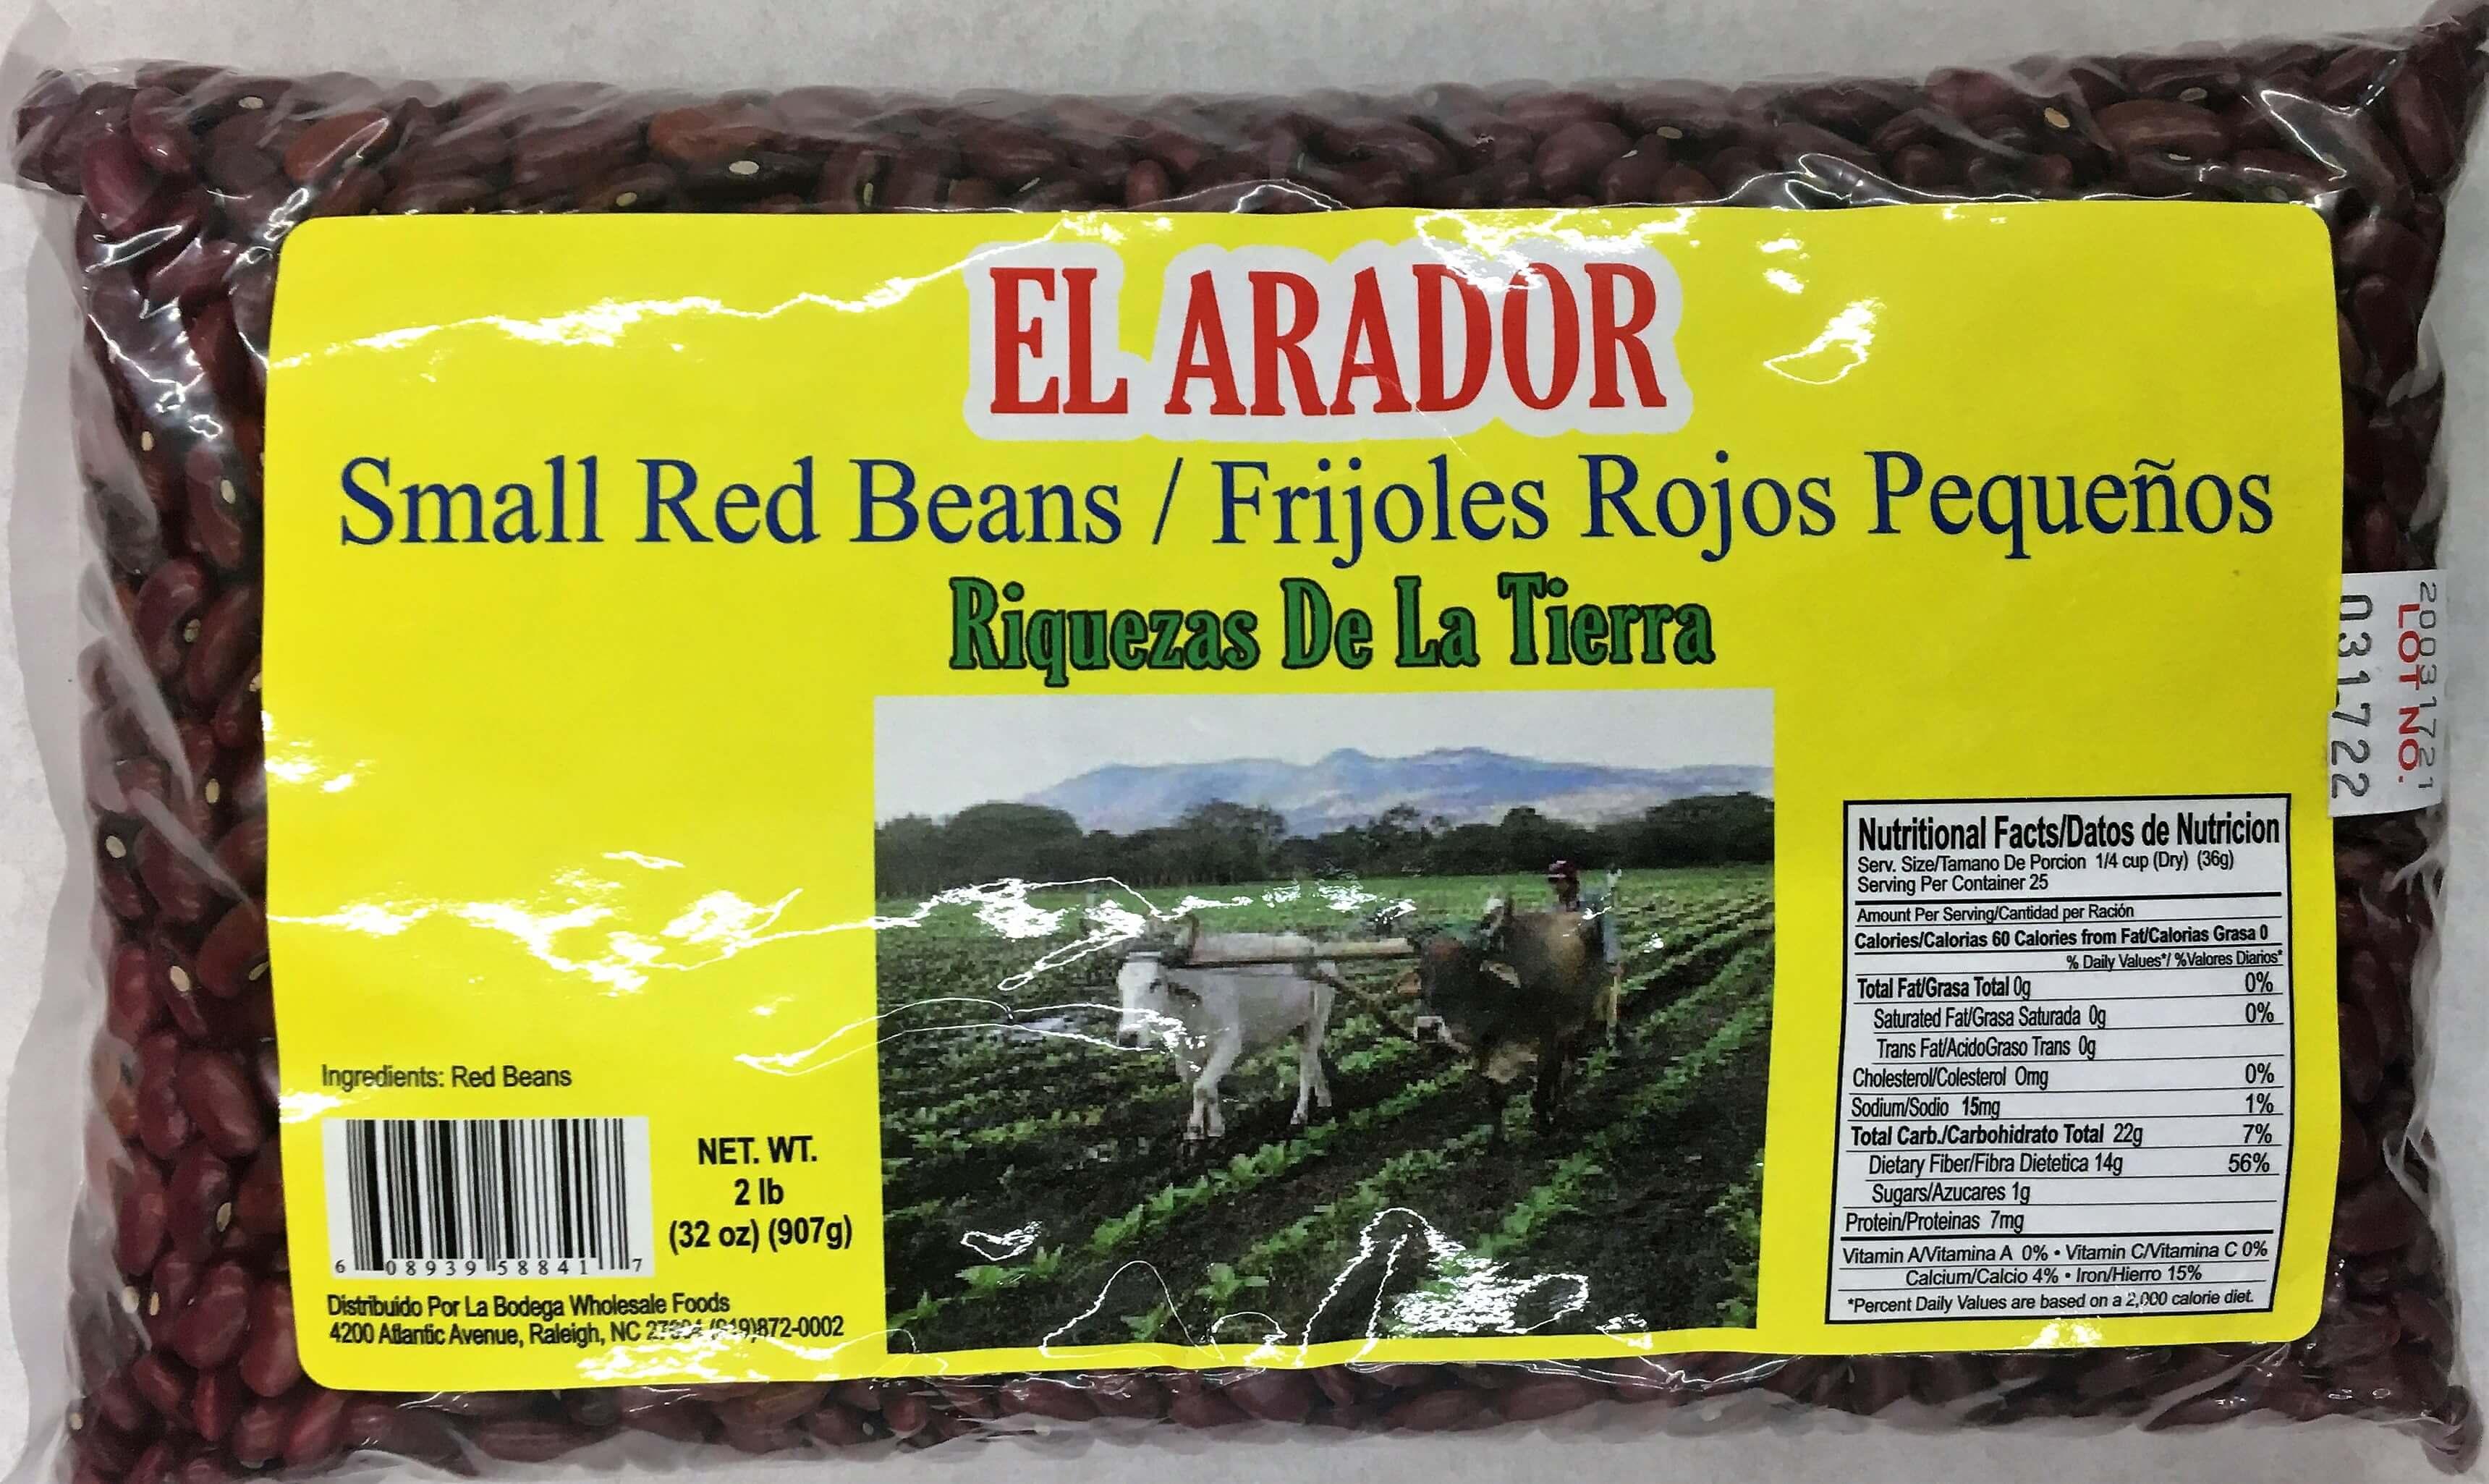 EL ARADOR
Small Red Beans / Frijoles Rojos Pequeños
Riquezas De La Tierra
20031721
LOT NO.
031722
Ingredients: Red Beans
6 08939 58841 7
NET. WT.
2 lb
(32 oz) (907g)
Distribuido Por La Bodega Wholesale Foods
4200 Atlantic Avenue, Raleigh, NC (919)872-0002
Nutritional Facts/Datos de Nutricion
Serv. Size/Tamano De Porcion 1/4 cup (Dry) (36g)
Serving Per Container 25
Amount Per Serving/Cantidad per Ración
Calories/Calorias 60 Calories from Fat/Calorias Grasa 0
% Daily Values*/ %Valores Diarios*
Total Fat/Grasa Total 0g 0%
Saturated Fat/Grasa Saturada 0g 0%
Trans Fat/AcidoGraso Trans 0g
Cholesterol/Colesterol 0mg 0%
Sodium/Sodio 15mg 1%
Total Carb./Carbohidrato Total 22g 7%
Dietary Fiber/Fibra Dietetica 14g 56%
Sugars/Azucares 1g
Protein/Proteinas 7mg
Vitamin A/Vitamina A 0% • Vitamin C/Vitamina C 0%
Calcium/Calcio 4% • Iron/Hierro 15%
*Percent Daily Values are based on a 2,000 calorie diet.